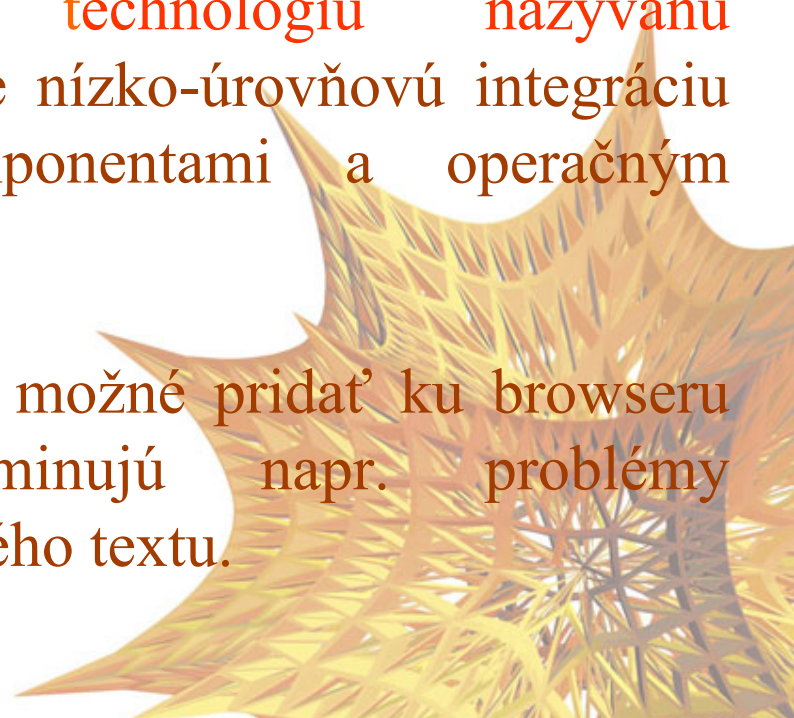 technológiu nazývanú
e nízko-úrovňovú integráciu
ponentami a operačným
možné pridať ku browseru
minujú napr. problémy
ého textu.